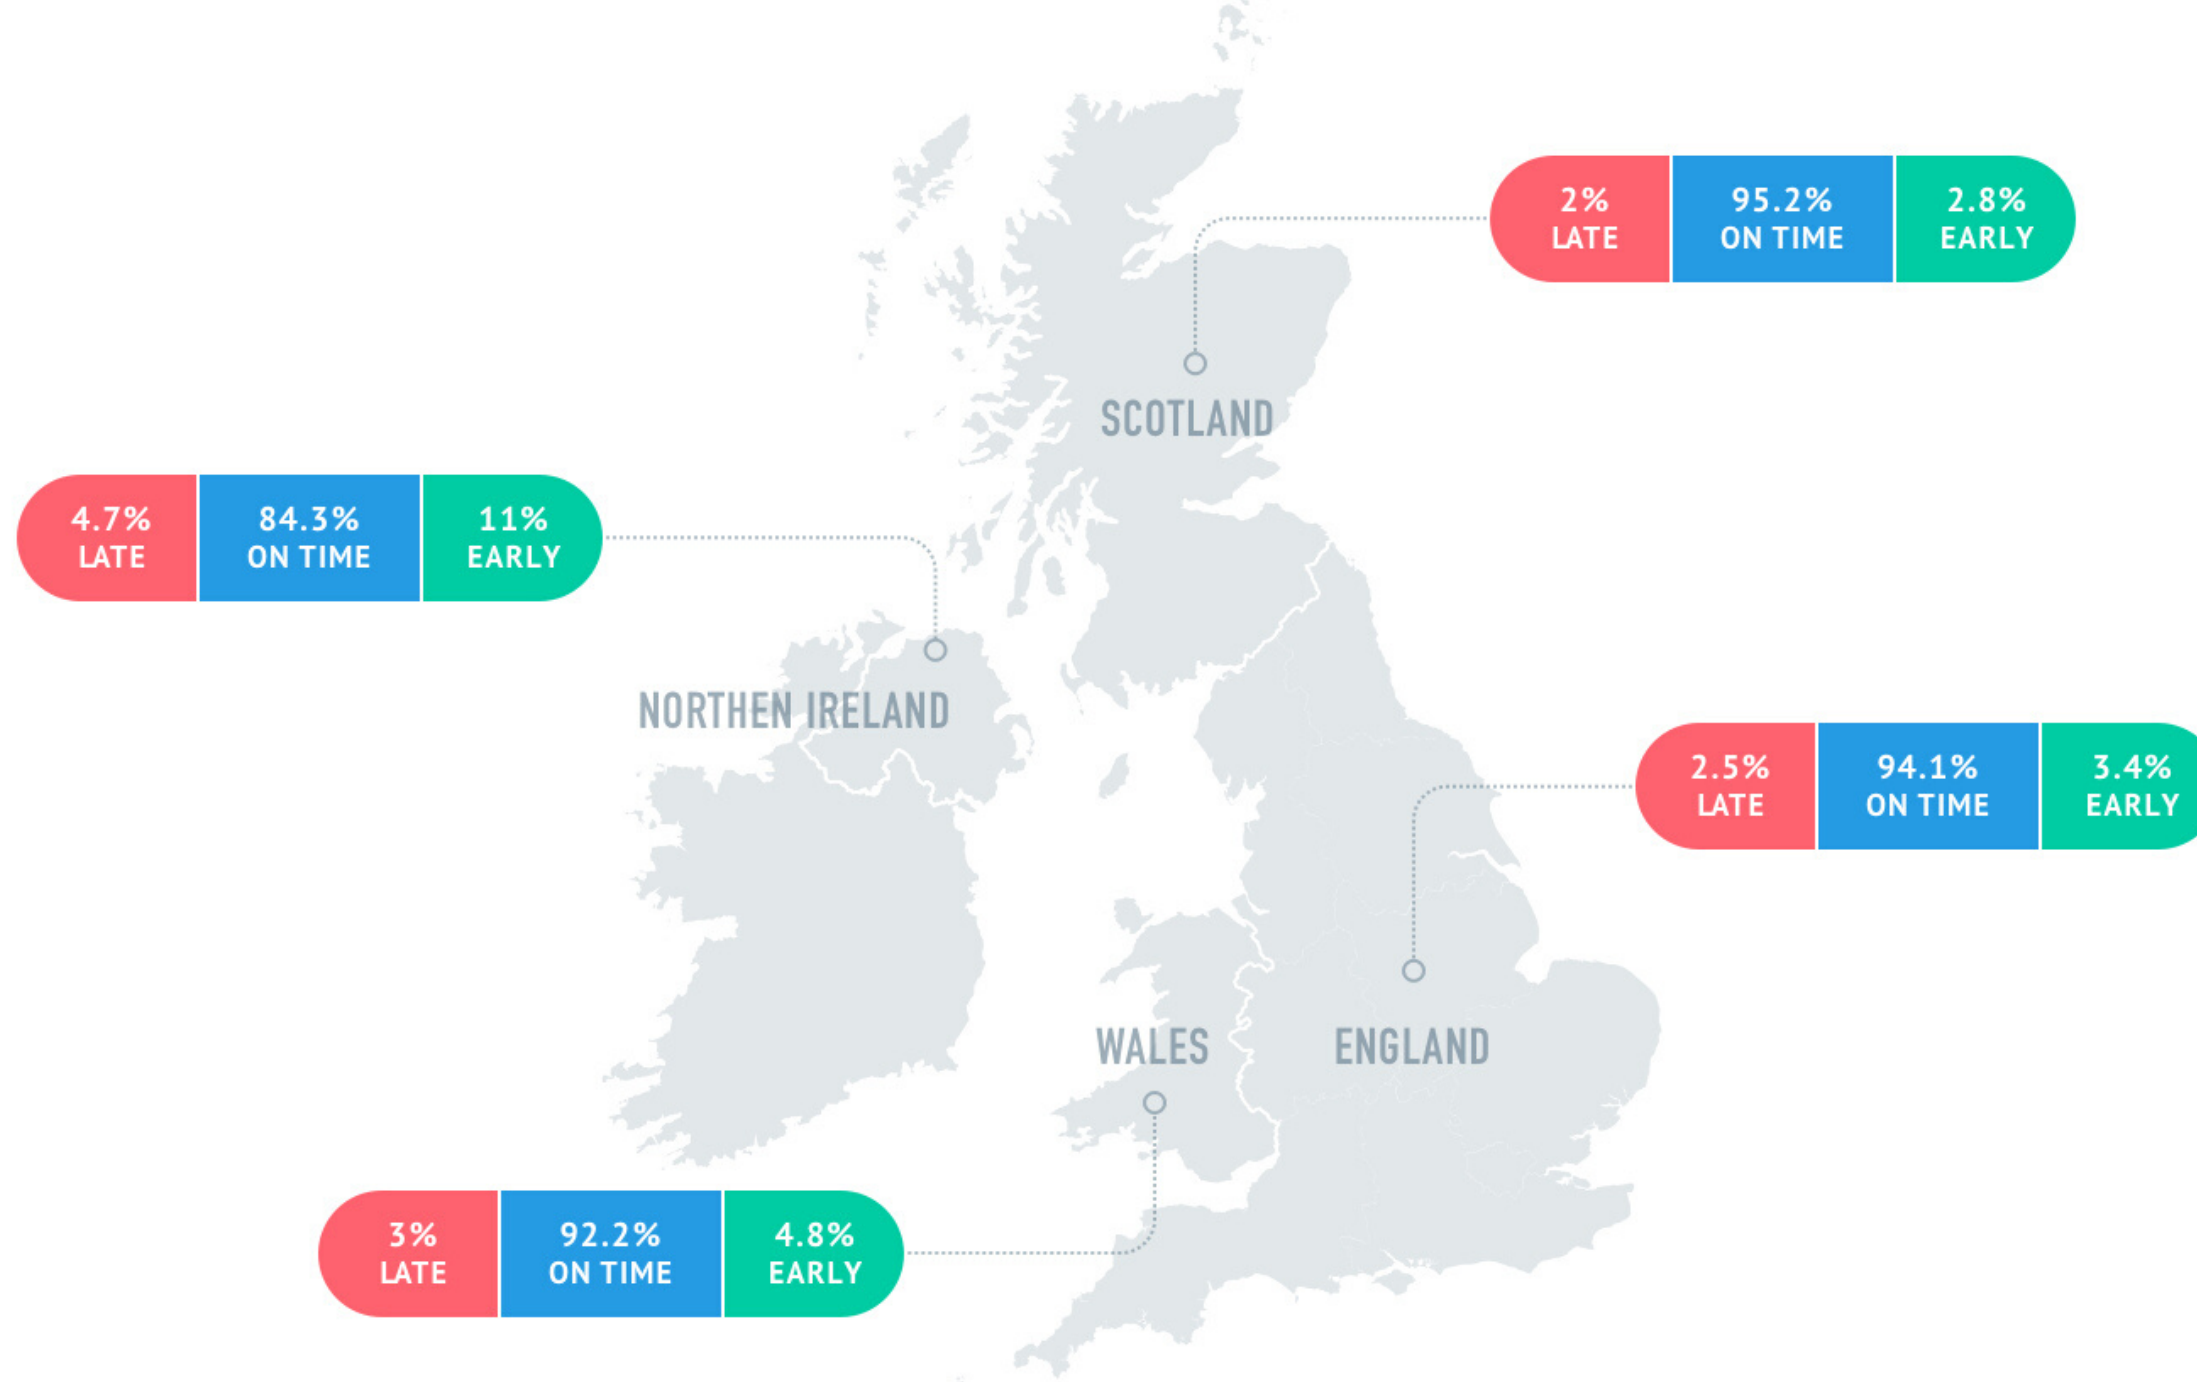 2%
LATE
95.2%
ON TIME
2.8%
EARLY
SCOTLAND
4.7%
LATE
84.3%
ON TIME
11%
EARLY
NORTHEN IRELAND
2.5%
LATE
94.1%
ON TIME
3.4%
EARLY
WALES
ENGLAND
3%
LATE
92.2%
ON TIME
4.8%
EARLY